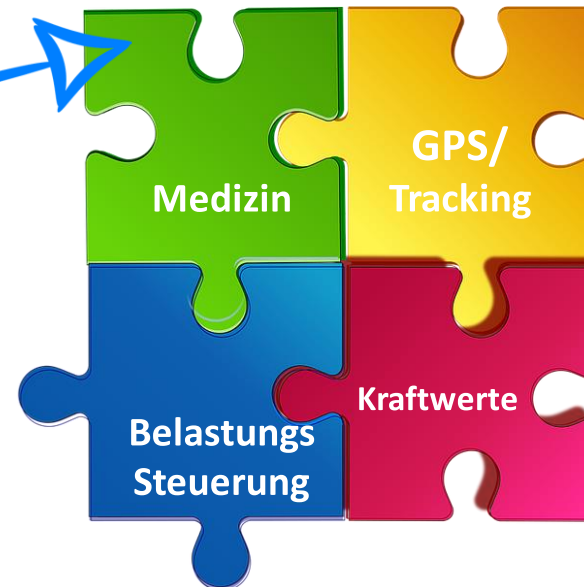 Medizin
GPS/
Tracking
Belastungs
Steuerung
Kraftwerte